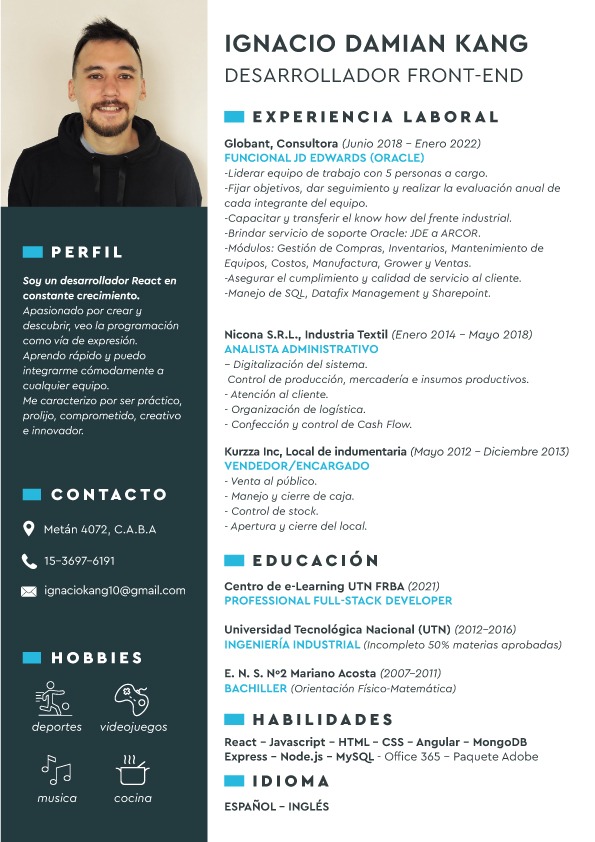 IGNACIO DAMIAN KANG
DESARROLLADOR FRONT-END
EXPERIENCIA LABORAL
Globant, Consultora (Junio 2018 - Enero 2022)
FUNCIONAL JD EDWARDS (ORACLE)
-Liderar equipo de trabajo con 5 personas a cargo.
-Fijar objetivos, dar seguimiento y realizar la evaluación anual de
cada integrante del equipo.
-Capacitar y transferir el know how del frente industrial.
-Brindar servicio de soporte Oracle: JDE a ARCOR.
-Módulos: Gestión de Compras, Inventarios, Mantenimiento de
Equipos, Costos, Manufactura, Grower y Ventas.
-Asegurar el cumplimiento y calidad de servicio al cliente.
-Manejo de SQL, Datafix Management y Sharepoint.
Nicona S.R.L., Industria Textil (Enero 2014 - Mayo 2018)
ANALISTA ADMINISTRATIVO
– Digitalización del sistema.
Control de producción, mercadería e insumos productivos.
- Atención al cliente.
- Organización de logística.
- Confección y control de Cash Flow.
Kurzza Inc, Local de indumentaria (Mayo 2012 - Diciembre 2013)
VENDEDOR/ENCARGADO
- Venta al público.
- Manejo y cierre de caja.
- Control de stock.
- Apertura y cierre del local.
EDUCACIÓN
Centro de e-Learning UTN FRBA (2021)
PROFESSIONAL FULL-STACK DEVELOPER
Universidad Tecnológica Nacional (UTN) (2012-2016)
INGENIERÍA INDUSTRIAL (Incompleto 50% materias aprobadas)
E. N. S. Nº2 Mariano Acosta (2007-2011)
BACHILLER (Orientación Físico-Matemática)
HABILIDADES
React - Javascript - HTML - CSS - Angular - MongoDB
Express - Node.js - MySQL - Office 365 - Paquete Adobe
IDIOMA
ESPAÑOL - INGLÉS
PERFIL
Soy un desarrollador React en
constante crecimiento.
Apasionado por crear y
descubrir, veo la programación
como vía de expresión.
Aprendo rápido y puedo
integrarme cómodamente a
cualquier equipo.
Me caracterizo por ser práctico,
prolijo, comprometido, creativo
e innovador.
CONTACTO
Metán 4072, C.A.B.A
15-3697-6191
ignaciokang10@gmail.com
HOBBIES
deportes videojuegos
musica cocina